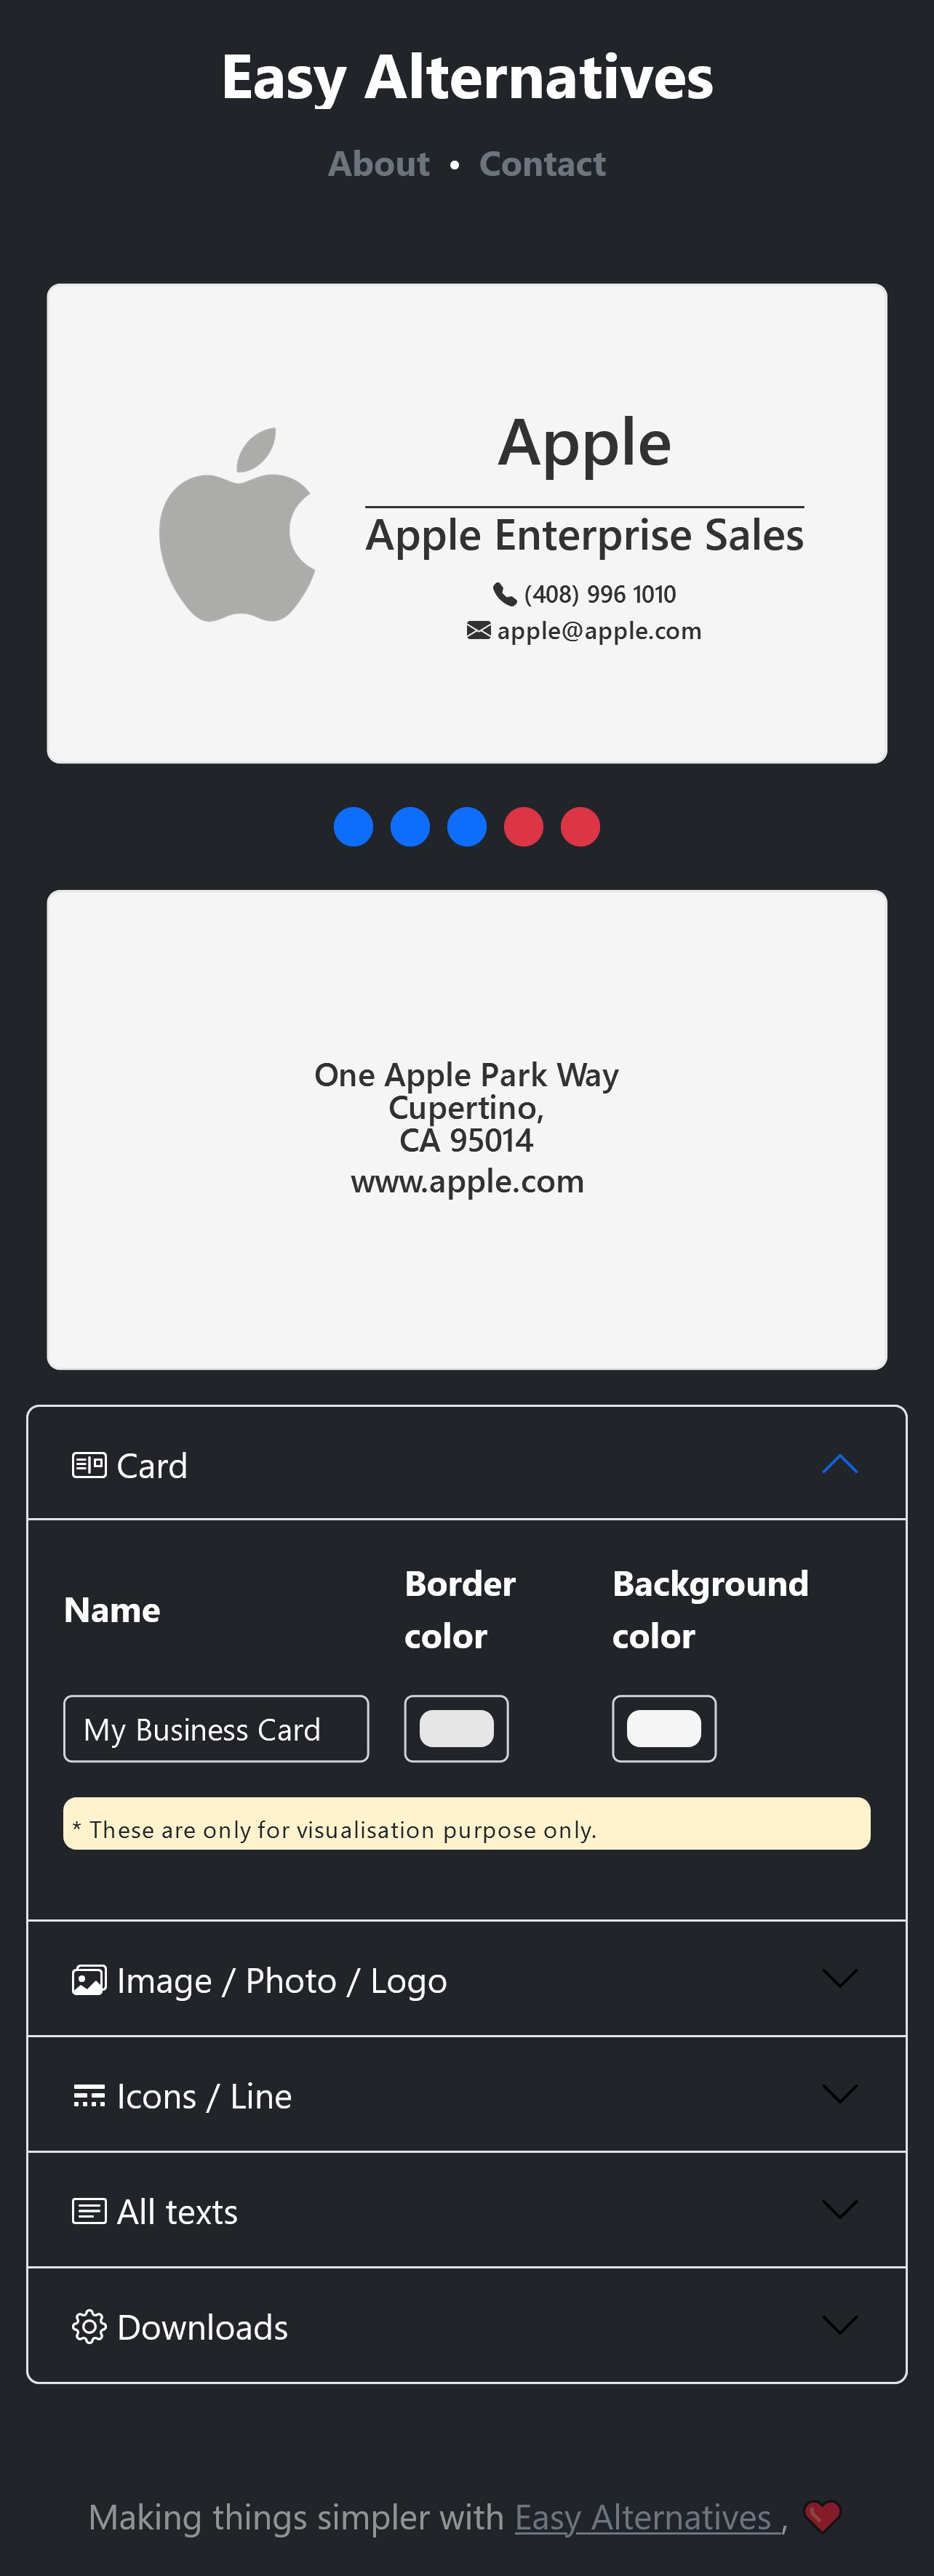 Easy Alternatives
About • Contact
Apple
Apple Enterprise Sales
(408) 996 1010
apple@apple.com
One Apple Park Way
Cupertino,
CA 95014
www.apple.com
Card
Name
Border
color
Background
color
My Business Card
* These are only for visualisation purpose only.
Image / Photo / Logo
Icons / Line
All texts
Downloads
Making things simpler with Easy Alternatives , ❤️